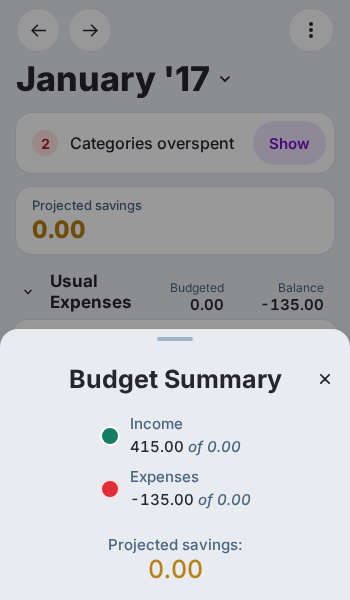 January '17
2 Categories overspent Show
Projected savings
0.00
Usual Expenses Budgeted 0.00 Balance -135.00
Budget Summary
Income
415.00 of 0.00
Expenses
-135.00 of 0.00
Projected savings:
0.00